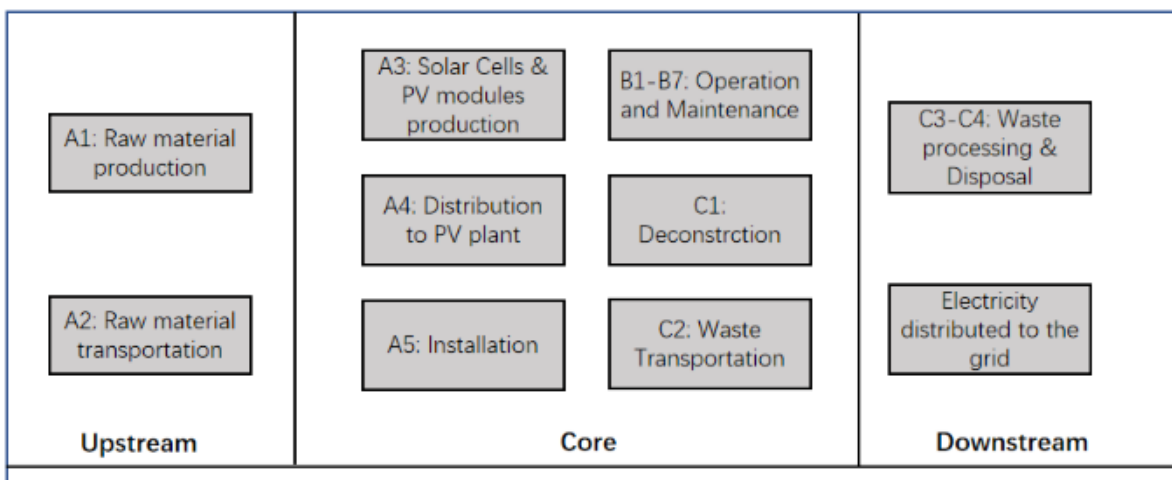 A1: Raw material
production
A2: Raw material
transportation
Upstream
A3: Solar Cells &
PV modules
production
A4: Distribution
to PV plant
A5: Installation
B1-B7: Operation
and Maintenance
C1:
Deconstrction
C2: Waste
Transportation
Core
C3-C4: Waste
processing &
Disposal
Electricity
distributed to the
grid
Downstream